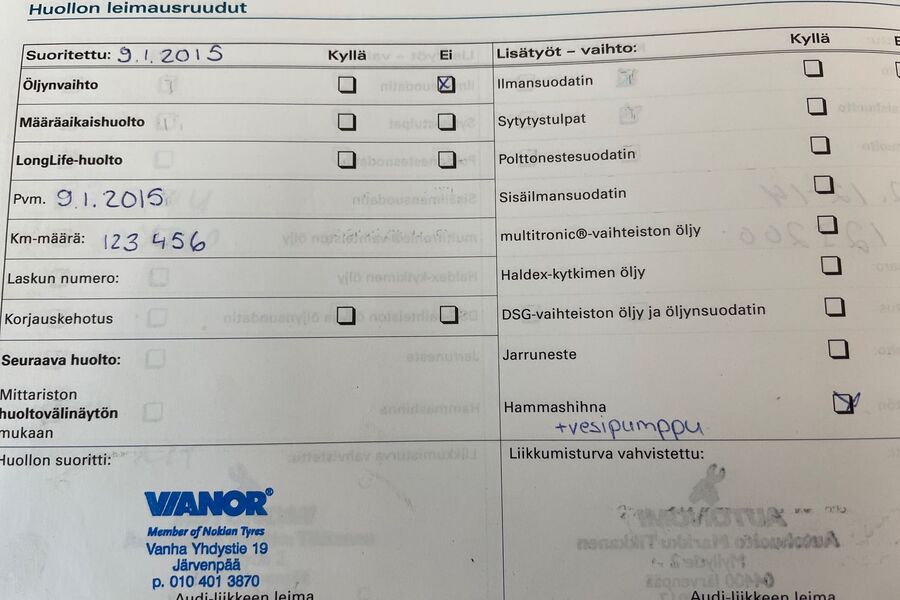 Huollon leimausruudut
Suoritettu: 9.1.2015 Kyllä Ei
Öljynvaihto
Määräaikaishuolto
LongLife-huolto
Pvm. 9.1.2015
Km-määrä: 123 456
Laskun numero:
Korjauskehotus
Seuraava huolto:
Mittariston
huoltovälinäytön
mukaan
Huollon suoritti:
VIANOR®
Member of Nokian Tyres
Vanha Yhdystie 19
Järvenpää
p. 010 401 3870
Audi-liikkeen leima
Lisätyöt – vaihto: Kyllä
Ilmansuodatin
Sytytystulpat
Polttonestesuodatin
Sisäilmansuodatin
multitronic®-vaihteiston öljy
Haldex-kytkimen öljy
DSG-vaihteiston öljy ja öljynsuodatin
Jarruneste
Hammashihna
+vesipumppu
Liikkumisturva vahvistettu:
Audi-liikkeen leima